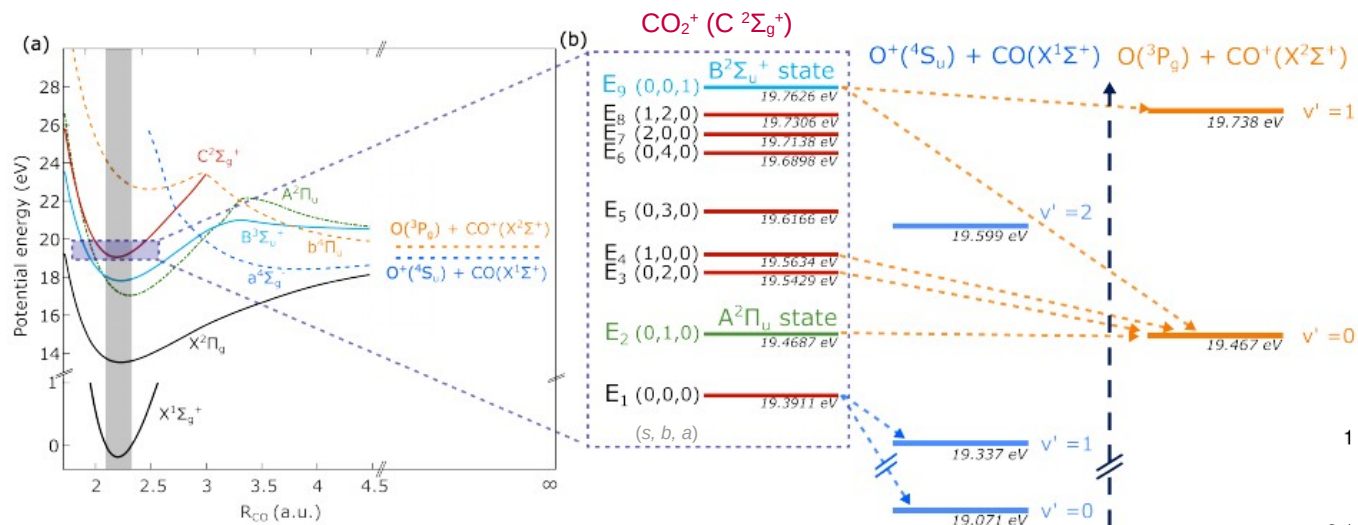 CO₂⁺ (C ²Σg⁺)
(a)
Potential energy (eV)
28
26
24
22
20
18
16
14
1
0
2
2.5
3
3.5
4
4.5
∞
R_CO (a.u.)
C²Σg⁺
A²Πu
B³Σu⁺
b⁴Πu
a⁴Σg
X²Πg
X¹Σg⁺
O(³Pg) + CO⁺(X²Σ⁺)
O⁺(⁴Su) + CO(X¹Σ⁺)
(b)
B²Σu⁺ state
E₉ (0,0,1)
19.7626 eV
E₈ (1,2,0)
19.7306 eV
E₇ (2,0,0)
19.7138 eV
E₆ (0,4,0)
19.6898 eV
E₅ (0,3,0)
19.6166 eV
E₄ (1,0,0)
19.5634 eV
E₃ (0,2,0)
19.5429 eV
A²Πu state
E₂ (0,1,0)
19.4687 eV
E₁ (0,0,0)
19.3911 eV
(s, b, a)
O⁺(⁴Su) + CO(X¹Σ⁺)
v' =2
19.599 eV
v' =1
19.337 eV
v' =0
19.071 eV
O(³Pg) + CO⁺(X²Σ⁺)
v' =1
19.738 eV
v' =0
19.467 eV
1